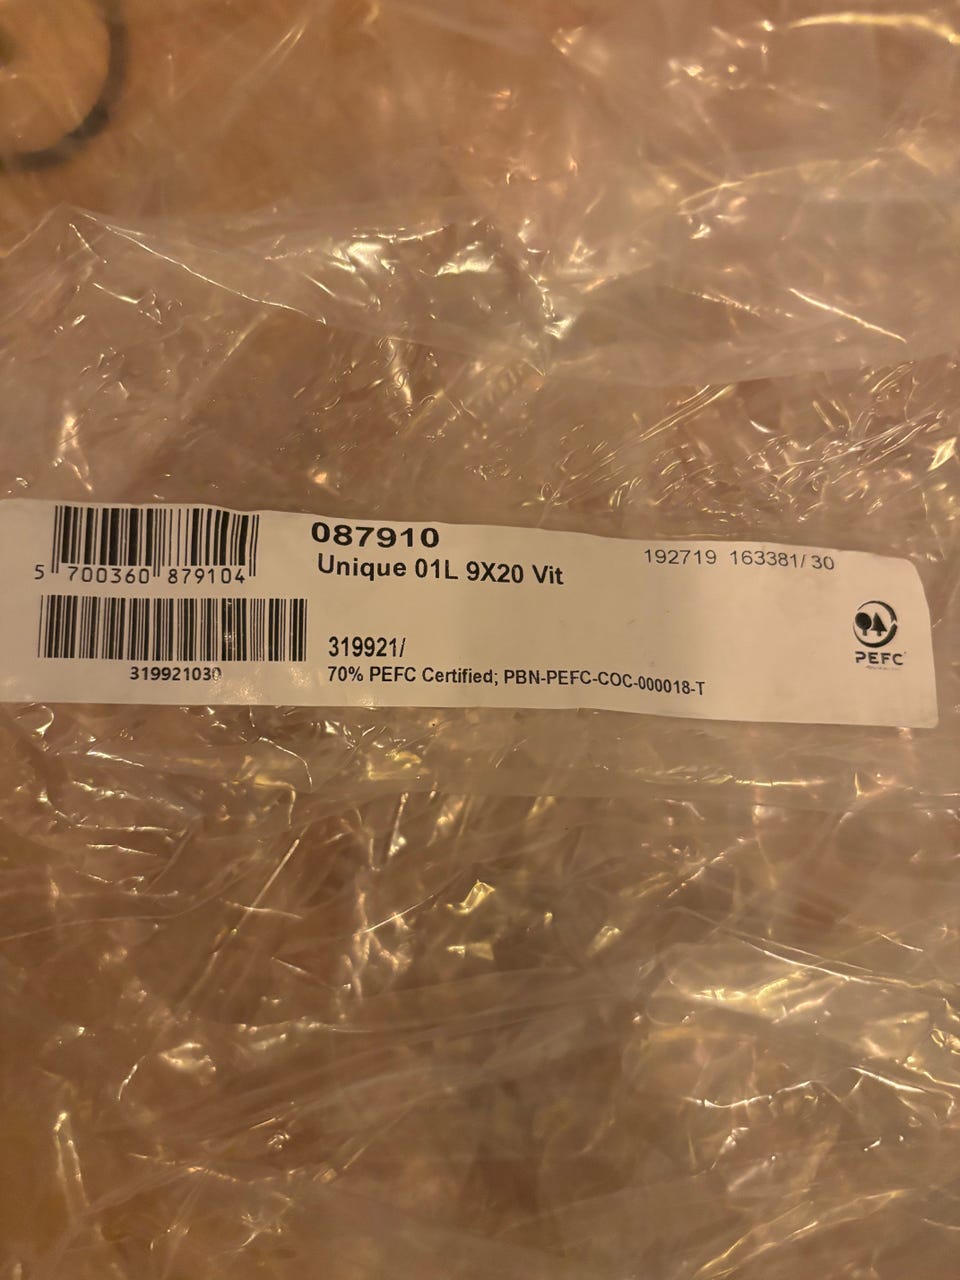 5 700360 879104
319921030
087910
Unique 01L 9X20 Vit
319921/
70% PEFC Certified; PBN-PEFC-COC-000018-T
192719 163381/30
PEFC